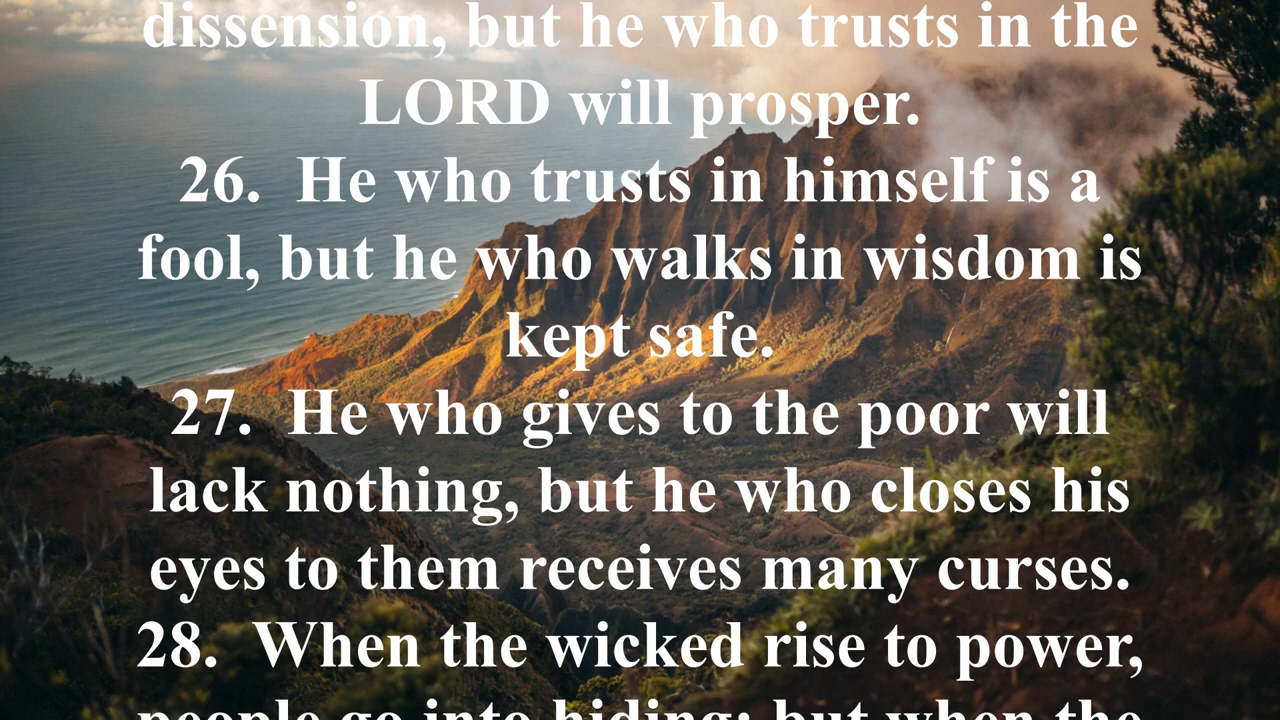 dissension, but he who trusts in the
LORD will prosper.
26.  He who trusts in himself is a
fool, but he who walks in wisdom is
kept safe.
27.  He who gives to the poor will
lack nothing, but he who closes his
eyes to them receives many curses.
28.  When the wicked rise to power,
people go into hiding; but when the